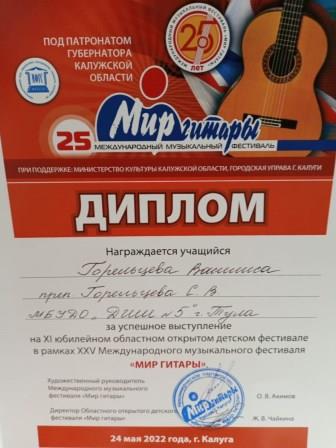 ПОД ПАТРОНАТОМ
ГУБЕРНАТОРА
КАЛУЖСКОЙ
ОБЛАСТИ
25
ЛЕТ
25
Мир гитары
МЕЖДУНАРОДНЫЙ МУЗЫКАЛЬНЫЙ ФЕСТИВАЛЬ
ПРИ ПОДДЕРЖКЕ: МИНИСТЕРСТВО КУЛЬТУРЫ КАЛУЖСКОЙ ОБЛАСТИ, ГОРОДСКАЯ УПРАВА Г. КАЛУГИ
ДИПЛОМ
Награждается учащийся
Горельцева
преп Горельцева С. В
МБУДО "ДШИ №5" г. Тула
за успешное выступление
на XI юбилейном областном открытом детском фестивале
в рамках XXV Международного музыкального фестиваля
«МИР ГИТАРЫ».
Художественный руководитель
Международного музыкального
фестиваля «Мир гитары»
О. В. Акимов
Директор Областного открытого детского
фестиваля «Мир гитары»
Ж. В. Чайкина
Мир гитары
24 мая 2022 года, г. Калуга